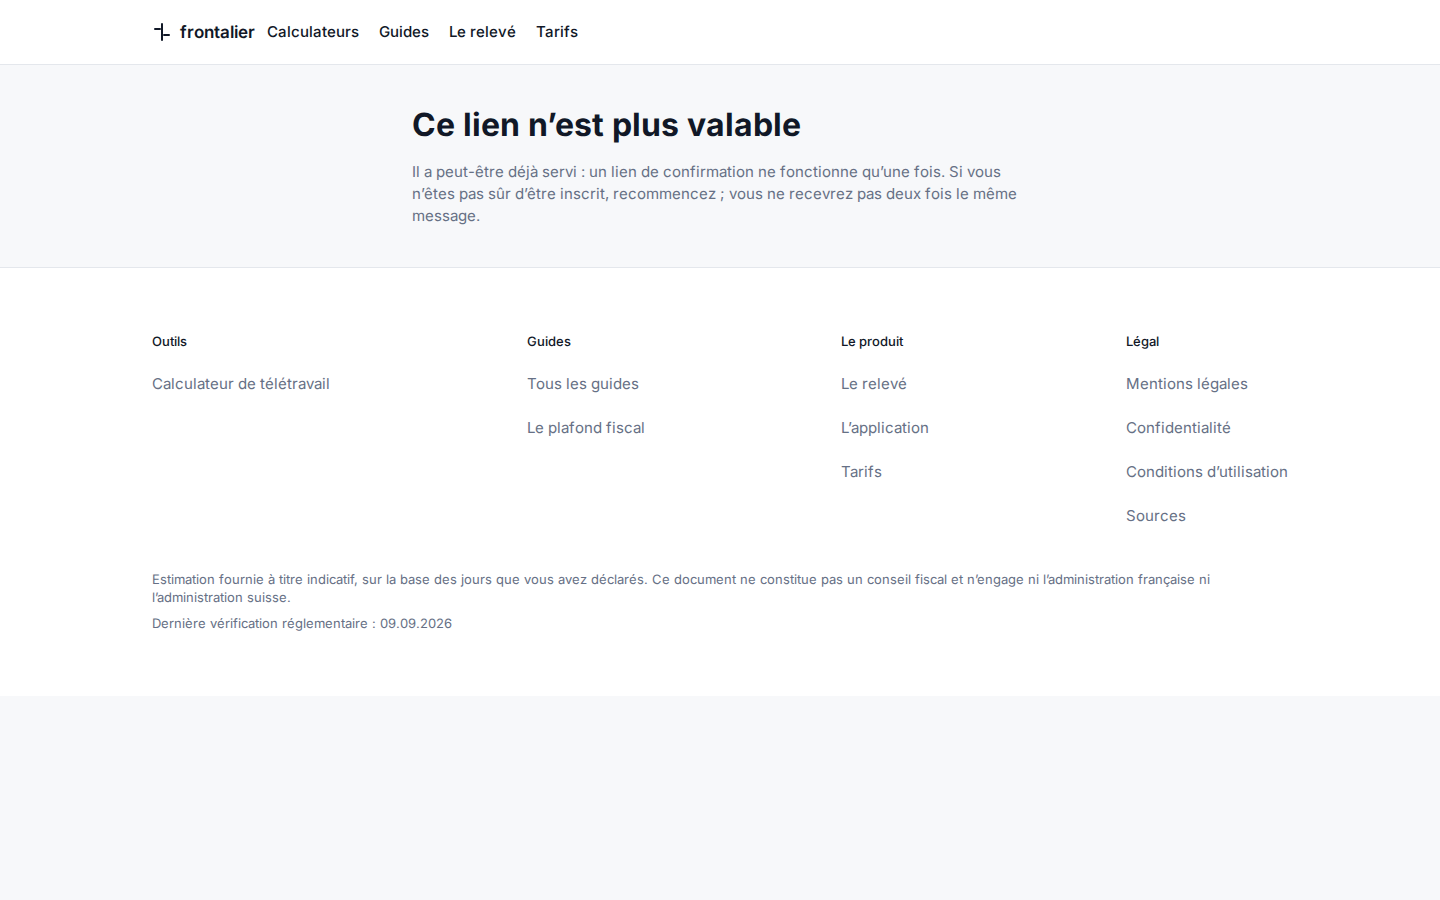 frontalier Calculateurs Guides Le relevé Tarifs
Ce lien n’est plus valable
Il a peut-être déjà servi : un lien de confirmation ne fonctionne qu’une fois. Si vous
n’êtes pas sûr d’être inscrit, recommencez ; vous ne recevrez pas deux fois le même
message.
Outils
Calculateur de télétravail
Guides
Tous les guides
Le plafond fiscal
Le produit
Le relevé
L’application
Tarifs
Légal
Mentions légales
Confidentialité
Conditions d’utilisation
Sources
Estimation fournie à titre indicatif, sur la base des jours que vous avez déclarés. Ce document ne constitue pas un conseil fiscal et n’engage ni l’administration française ni
l’administration suisse.
Dernière vérification réglementaire : 09.09.2026